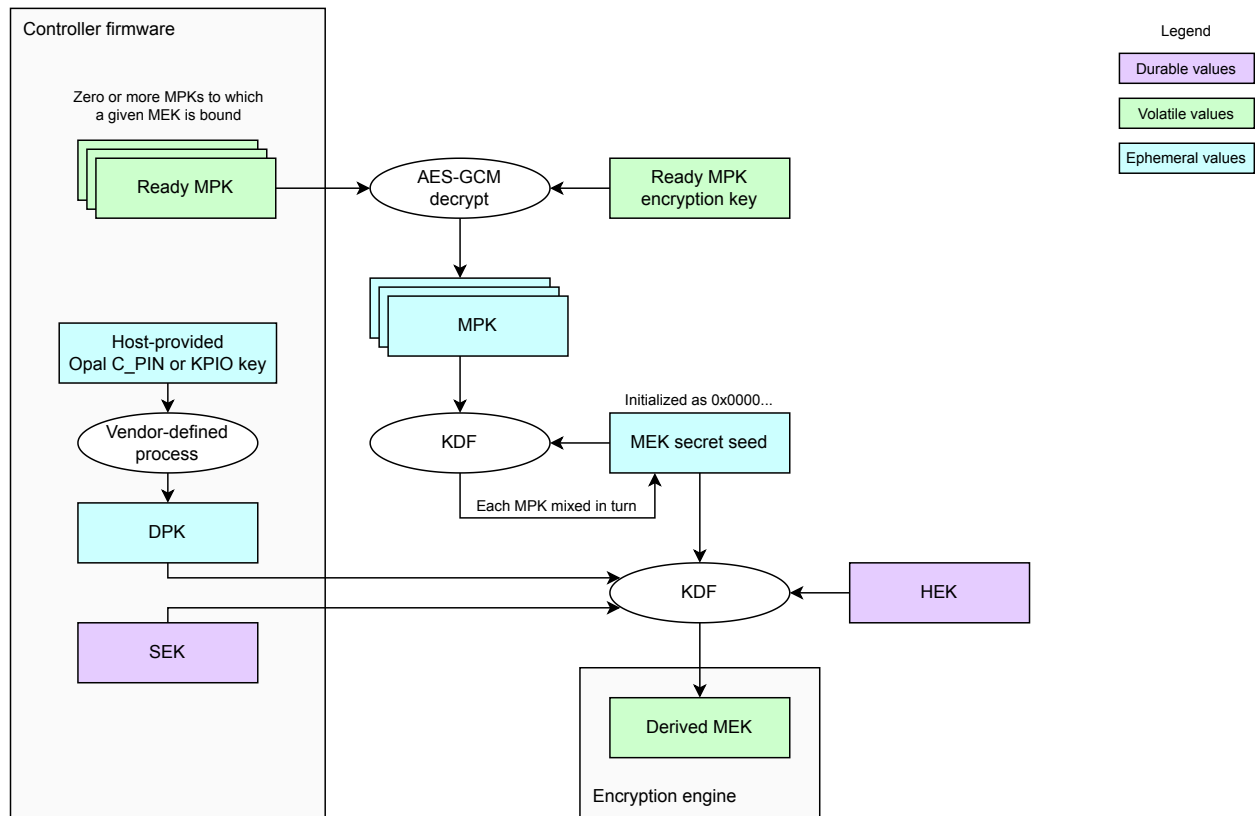 Controller firmware
Legend
Durable values
Volatile values
Ephemeral values
Zero or more MPKs to which
a given MEK is bound
Ready MPK
AES-GCM
decrypt
Ready MPK
encryption key
MPK
Host-provided
Opal C_PIN or KPIO key
Initialized as 0x0000...
Vendor-defined
process
KDF
MEK secret seed
Each MPK mixed in turn
DPK
KDF
HEK
SEK
Derived MEK
Encryption engine